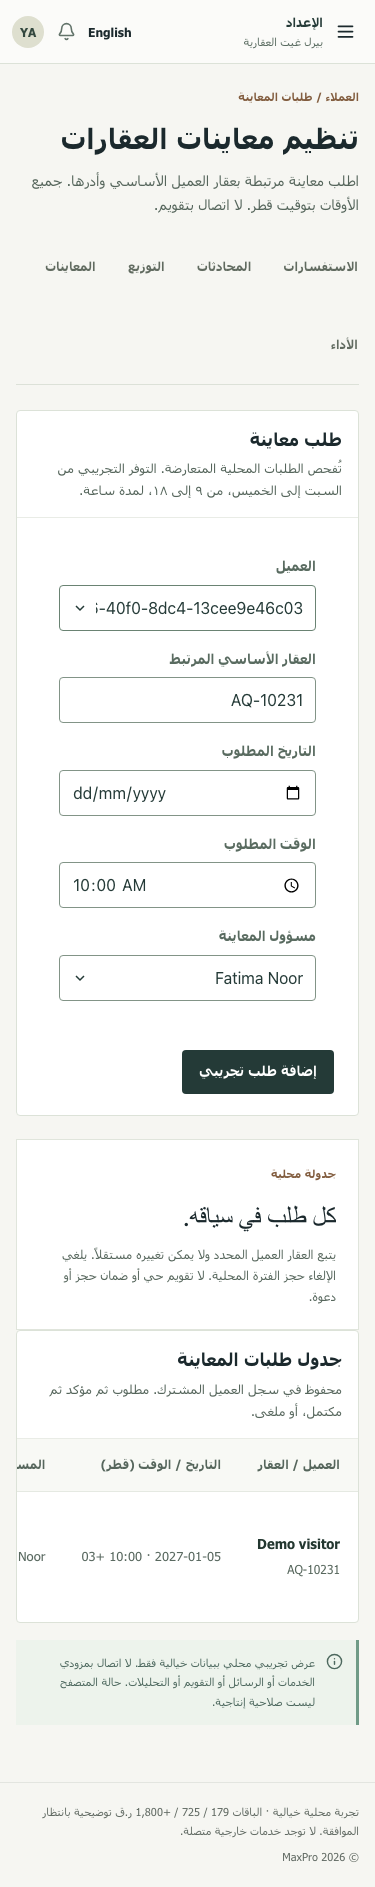 الإعداد
بيرل غيت العقارية
English
YA
العملاء / طلبات المعاينة
تنظيم معاينات العقارات
اطلب معاينة مرتبطة بعقار العميل الأساسي وأدرها. جميع
الأوقات بتوقيت قطر. لا اتصال بتقويم.
الاستفسارات
المحادثات
التوزيع
المعاينات
الأداء
طلب معاينة
تُفحص الطلبات المحلية المتعارضة. التوفر التجريبي من
السبت إلى الخميس، من ٩ إلى ١٨، لمدة ساعة.
العميل
-40f0-8dc4-13cee9e46c03
العقار الأساسي المرتبط
AQ-10231
التاريخ المطلوب
dd/mm/yyyy
الوقت المطلوب
10:00 AM
مسؤول المعاينة
Fatima Noor
إضافة طلب تجريبي
جدولة محلية
كل طلب في سياقه.
يتبع العقار العميل المحدد ولا يمكن تغييره مستقلاً. يلغي
الإلغاء حجز الفترة المحلية. لا تقويم حي أو ضمان حجز أو
دعوة.
جدول طلبات المعاينة
محفوظ في سجل العميل المشترك. مطلوب ثم مؤكد ثم
مكتمل، أو ملغى.
العميل / العقار
التاريخ / الوقت (قطر)
المس
Demo visitor
AQ-10231
2027-01-05 · 10:00 +03
Noor
عرض تجريبي محلي ببيانات خيالية فقط. لا اتصال بمزودي
الخدمات أو الرسائل أو التقويم أو التحليلات. حالة المتصفح
ليست صلاحية إنتاجية.
تجربة محلية خيالية · الباقات 179 / 725 / +1,800 ر.ق توضيحية بانتظار
الموافقة. لا توجد خدمات خارجية متصلة.
© 2026 MaxPro